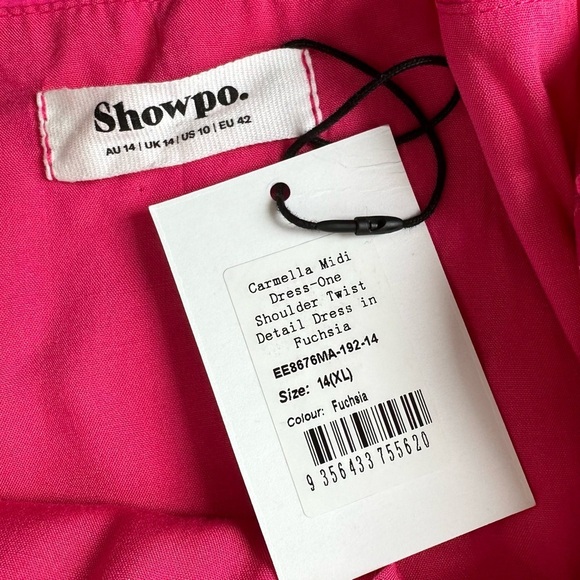 Showpo.
AU 14 | UK 14 | US 10 | EU 42
Carmella Midi
Dress-One
Shoulder Twist
Detail Dress in
Fuchsia
EE8676MA-192-14
Size: 14(XL)
Colour: Fuchsia
9 356433 755620